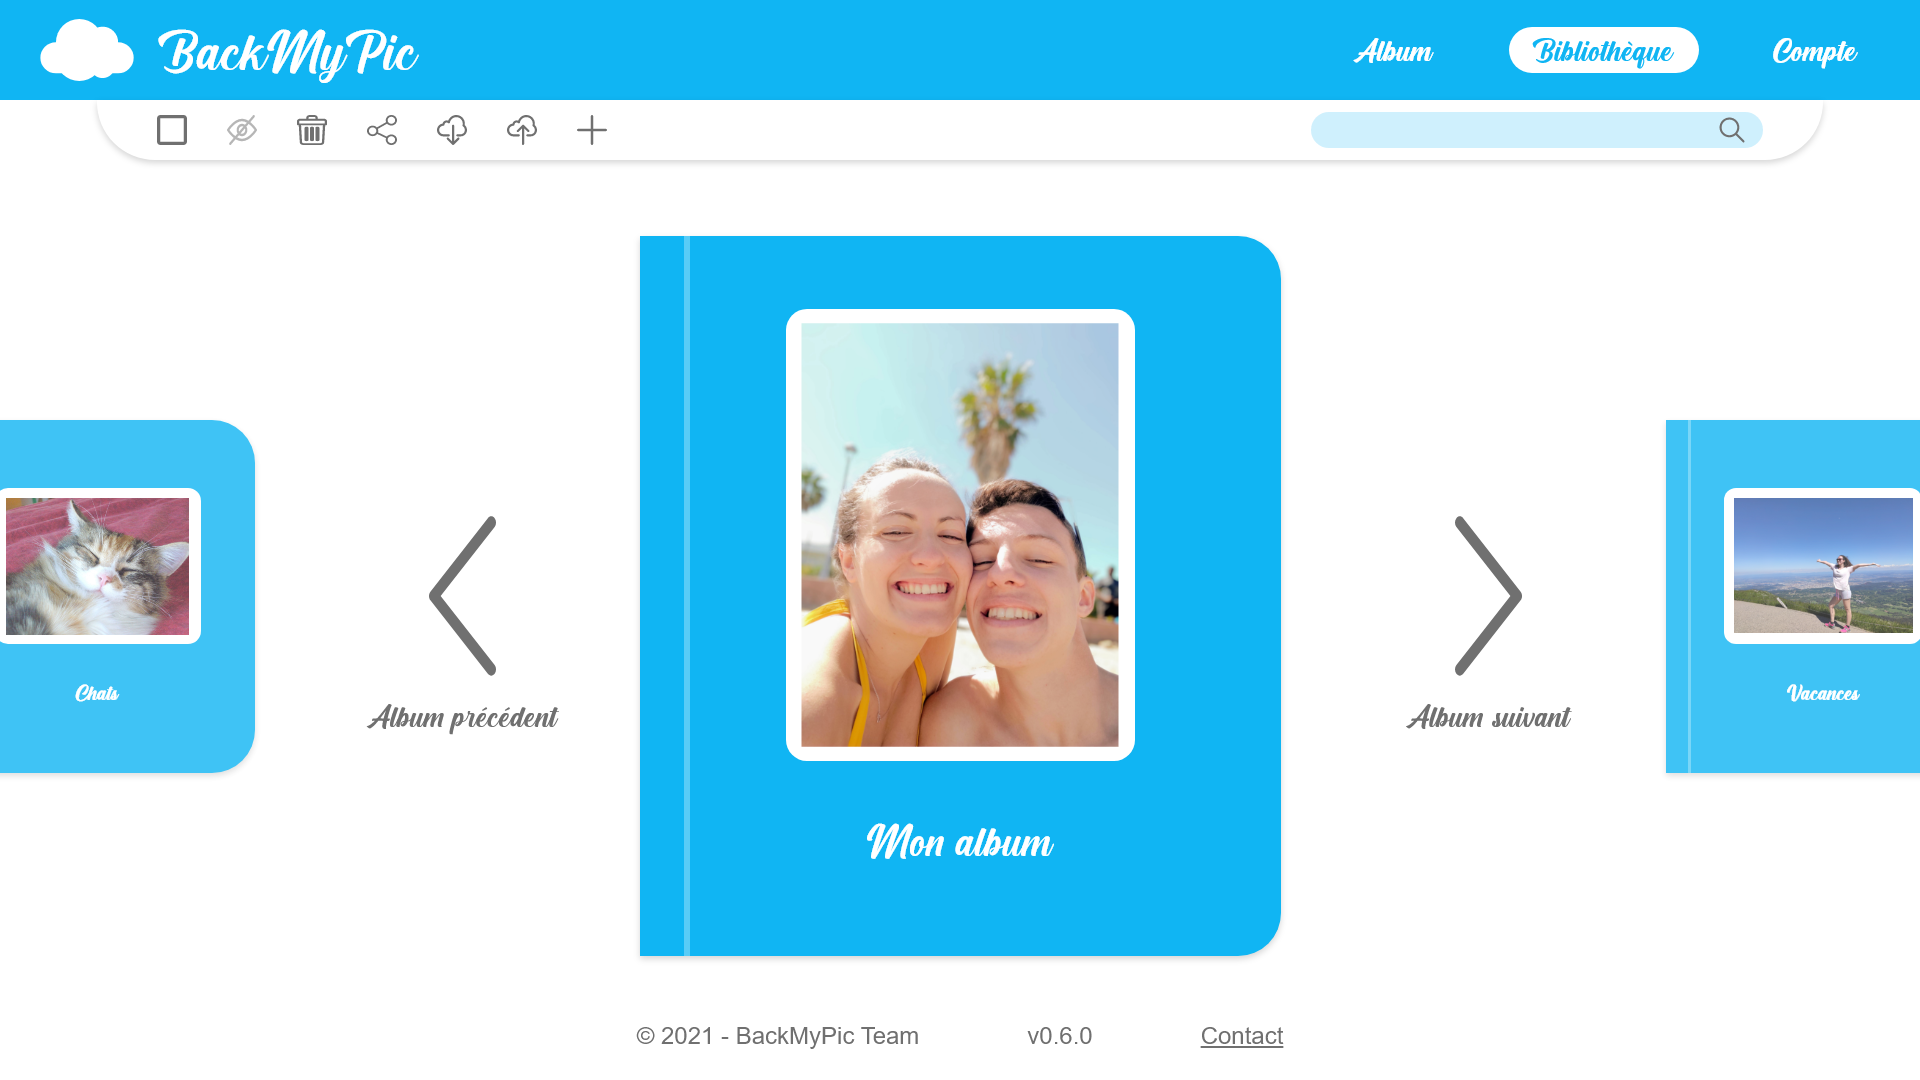 BackMyPic
Album
Bibliothèque
Compte
Chats
Album précédent
Mon album
Album suivant
Vacances
© 2021 - BackMyPic Team
v0.6.0
Contact